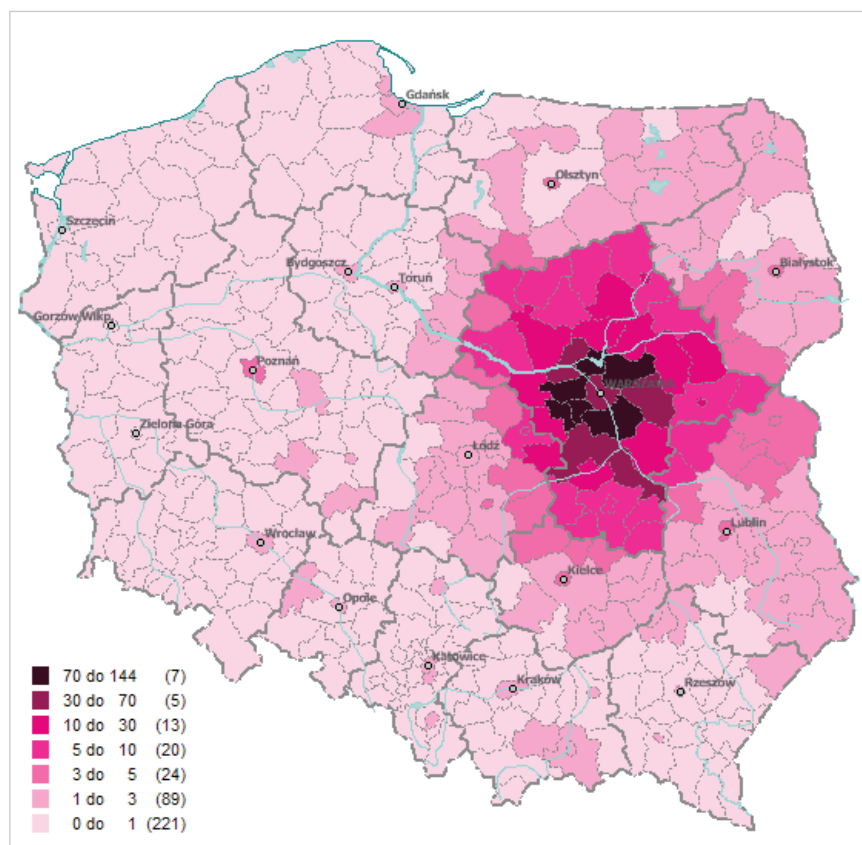 Gdańsk
Olsztyn
Szczecin
Białystok
Bydgoszcz
Toruń
Gorzów Wlkp.
Poznań
WARSZAWA
Zielona Góra
Łódź
Lublin
Wrocław
Kielce
Opole
Katowice
Kraków
Rzeszów
70 do 144 (7)
30 do 70 (5)
10 do 30 (13)
5 do 10 (20)
3 do 5 (24)
1 do 3 (89)
0 do 1 (221)